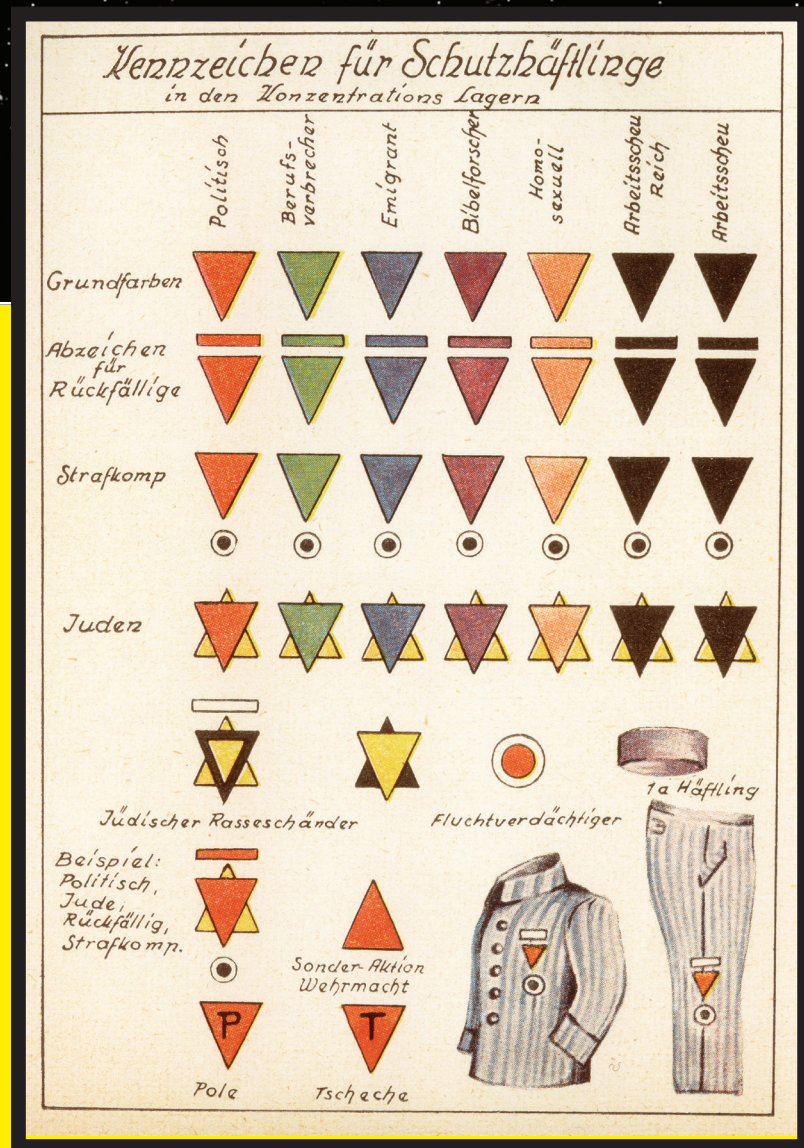 Kennzeichen für Schutzhäftlinge
in den Konzentrations Lagern
Politisch
Berufs-
verbrecher
Emigrant
Bibelforscher
Homo-
sexuell
Arbeitsscheu
Reich
Arbeitsscheu
Grundfarben
Abzeichen
für
Rückfällige
Strafkomp
Juden
Jüdischer Rasseschänder
Fluchtverdächtiger
1a Häftling
Beispiel:
Politisch,
Jude,
Rückfällig,
Strafkomp.
Sonder-Aktion
Wehrmacht
P
T
Pole
Tscheche